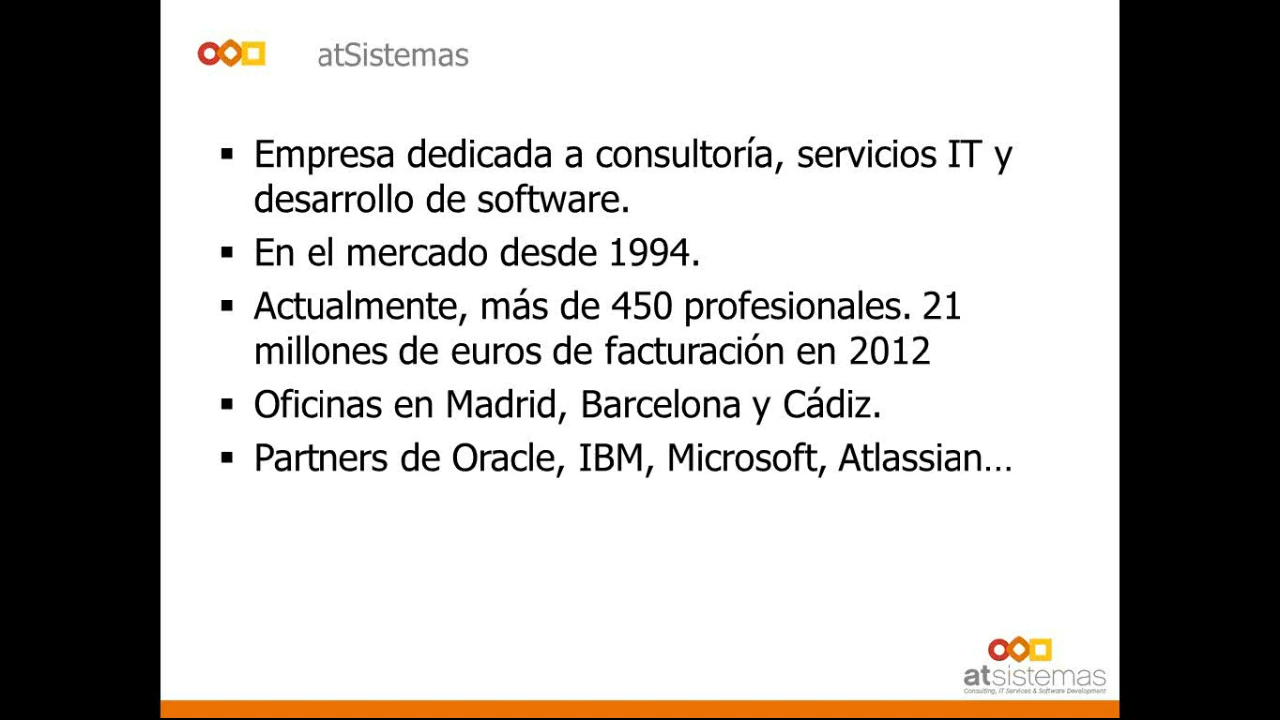 atSistemas
▪ Empresa dedicada a consultoría, servicios IT y
desarrollo de software.
▪ En el mercado desde 1994.
▪ Actualmente, más de 450 profesionales. 21
millones de euros de facturación en 2012
▪ Oficinas en Madrid, Barcelona y Cádiz.
▪ Partners de Oracle, IBM, Microsoft, Atlassian...
atsistemas
Consulting, IT Services & Software Development